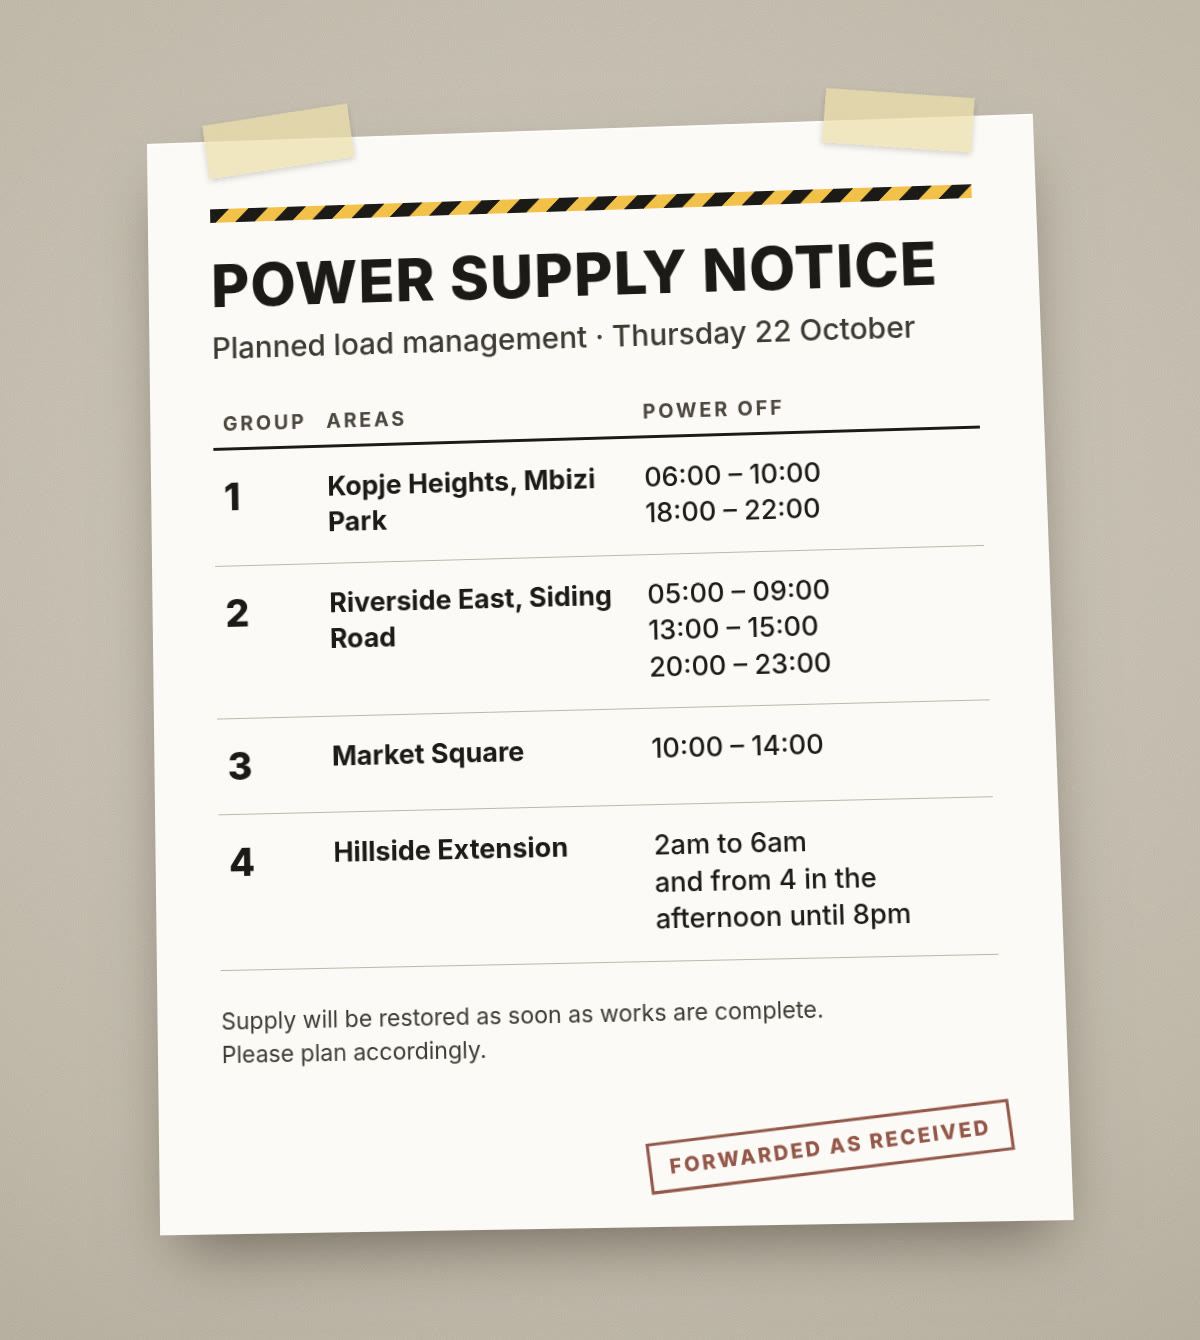 POWER SUPPLY NOTICE
Planned load management · Thursday 22 October
GROUP AREAS POWER OFF
1 Kopje Heights, Mbizi 06:00 – 10:00
Park 18:00 – 22:00
2 Riverside East, Siding 05:00 – 09:00
Road 13:00 – 15:00
20:00 – 23:00
3 Market Square 10:00 – 14:00
4 Hillside Extension 2am to 6am
and from 4 in the
afternoon until 8pm
Supply will be restored as soon as works are complete.
Please plan accordingly.
FORWARDED AS RECEIVED